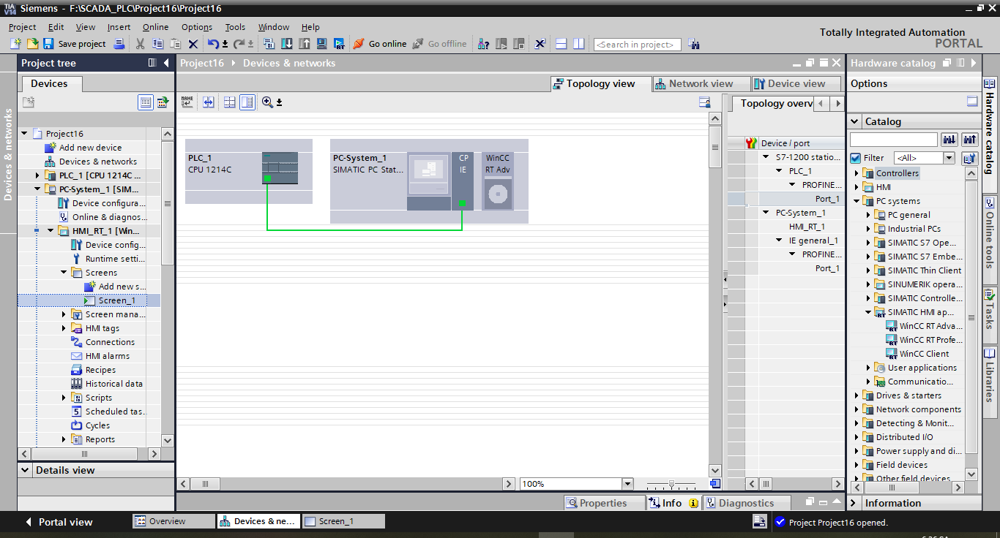 TIA
V14
Siemens - F:\SCADA_PLC\Project16\Project16
Project Edit View Insert Online Options Tools Window Help
Totally Integrated Automation
PORTAL
Save project
Go online
Go offline
<Search in project>
Project tree
Project16 Devices & networks
Hardware catalog
Devices
Topology view
Network view
Device view
Options
NAME
Topology overv
Catalog
Devices & networks
Project16
Add new device
Devices & networks
PLC_1 [CPU 1214C ...
PC-System_1 [SIM...
Device configura...
Online & diagnos...
HMI_RT_1 [Win...
Device config...
Runtime setti...
Screens
Add new s...
Screen_1
Screen mana...
HMI tags
Connections
HMI alarms
Recipes
Historical data
Scripts
Scheduled tas.
Cycles
Reports
Details view
PLC_1
CPU 1214C
PC-System_1
SIMATIC PC Stat...
CP
IE
WinCC
RT Adv
100%
Device / port
S7-1200 statio...
PLC_1
PROFINE...
Port_1
PC-System_1
HMI_RT_1
IE general_1
PROFINE...
Port_1
Filter <All>
Controllers
HMI
PC systems
PC general
Industrial PCs
SIMATIC S7 Ope...
SIMATIC S7 Embe...
SIMATIC Thin Client
SINUMERIK opera...
SIMATIC Controlle...
SIMATIC HMI ap...
WinCC RT Adva...
WinCC RT Profe...
WinCC Client
User applications
Communicatio...
Drives & starters
Network components
Detecting & Monit...
Distributed I/O
Power supply and di...
Field devices
Other field devices
Information
Hardware catalog
Online tools
Tasks
Libraries
Properties
Info
Diagnostics
Portal view
Overview
Devices & ne...
Screen_1
Project Project16 opened.